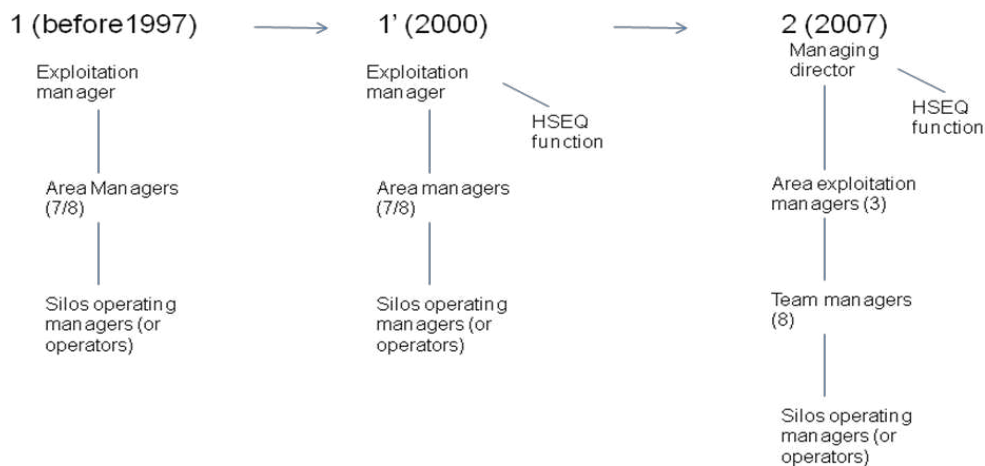 1 (before1997)
Exploitation
manager
Area Managers
(7/8)
Silos operating
managers (or
operators)
1’ (2000)
Exploitation
manager
HSEQ
function
Area managers
(7/8)
Silos operating
managers (or
operators)
2 (2007)
Managing
director
HSEQ
function
Area exploitation
managers (3)
Team managers
(8)
Silos operating
managers (or
operators)